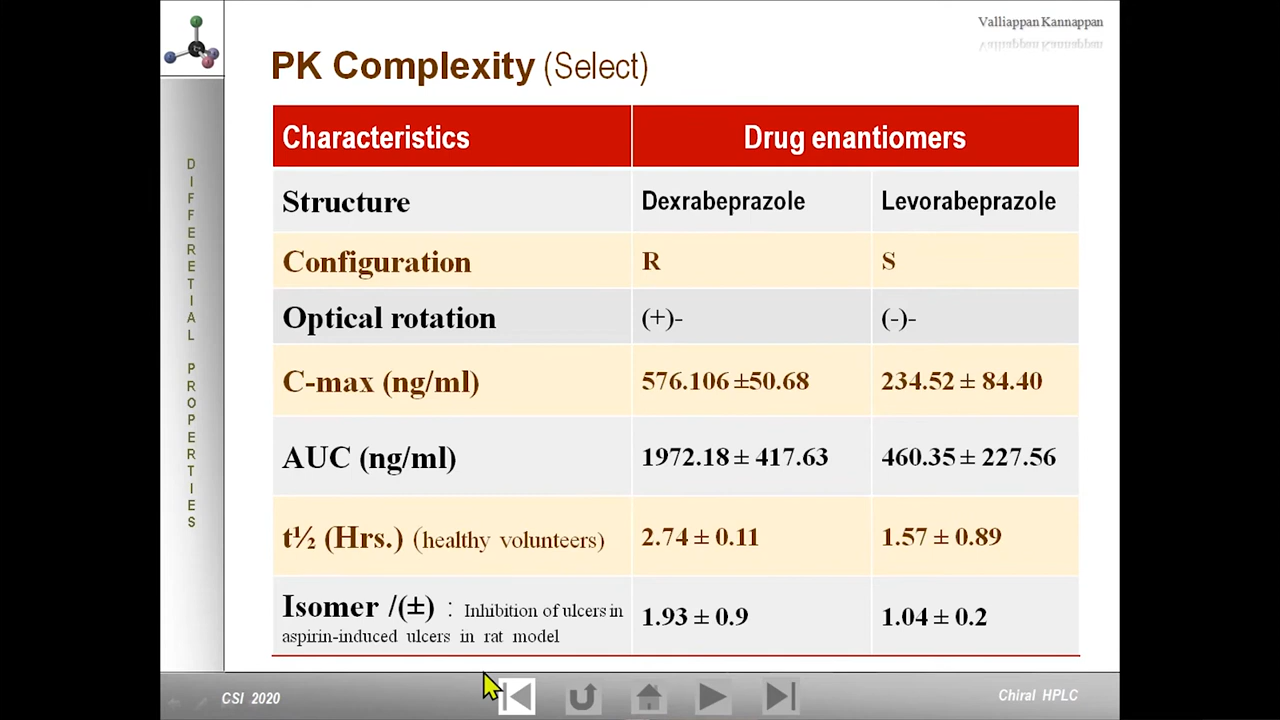 Valliappan Kannappan
PK Complexity (Select)
Characteristics Drug enantiomers
Structure Dexrabeprazole Levorabeprazole
Configuration R S
Optical rotation (+)- (-)-
C-max (ng/ml) 576.106 ±50.68 234.52 ± 84.40
AUC (ng/ml) 1972.18 ± 417.63 460.35 ± 227.56
t½ (Hrs.) (healthy volunteers) 2.74 ± 0.11 1.57 ± 0.89
Isomer /(±) : Inhibition of ulcers in
aspirin-induced ulcers in rat model 1.93 ± 0.9 1.04 ± 0.2
DIFFERETIAL PROPERTIES
CSI 2020
Chiral HPLC